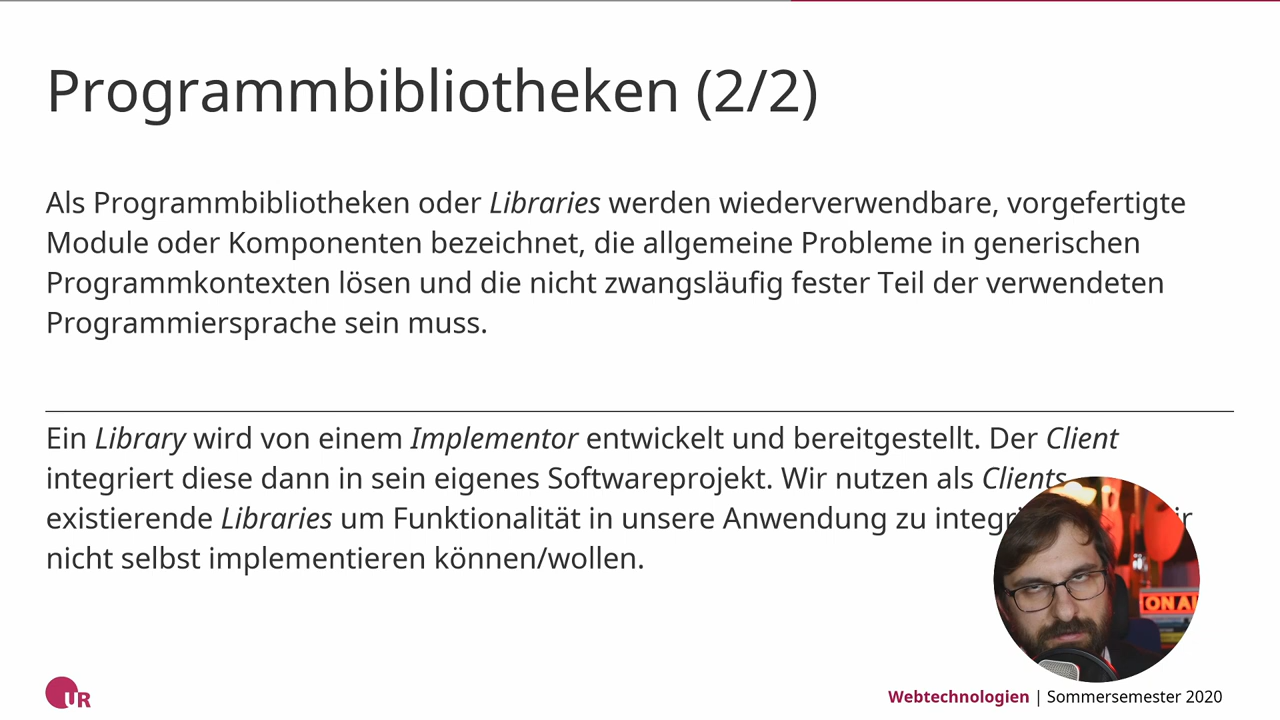 Programmbibliotheken (2/2)
Als Programmbibliotheken oder Libraries werden wiederverwendbare, vorgefertigte
Module oder Komponenten bezeichnet, die allgemeine Probleme in generischen
Programmkontexten lösen und die nicht zwangsläufig fester Teil der verwendeten
Programmiersprache sein muss.
Ein Library wird von einem Implementor entwickelt und bereitgestellt. Der Client
integriert diese dann in sein eigenes Softwareprojekt. Wir nutzen als Clients
existierende Libraries um Funktionalität in unsere Anwendung zu
nicht selbst implementieren können/wollen.
ON
UR
Webtechnologien | Sommersemester 2020